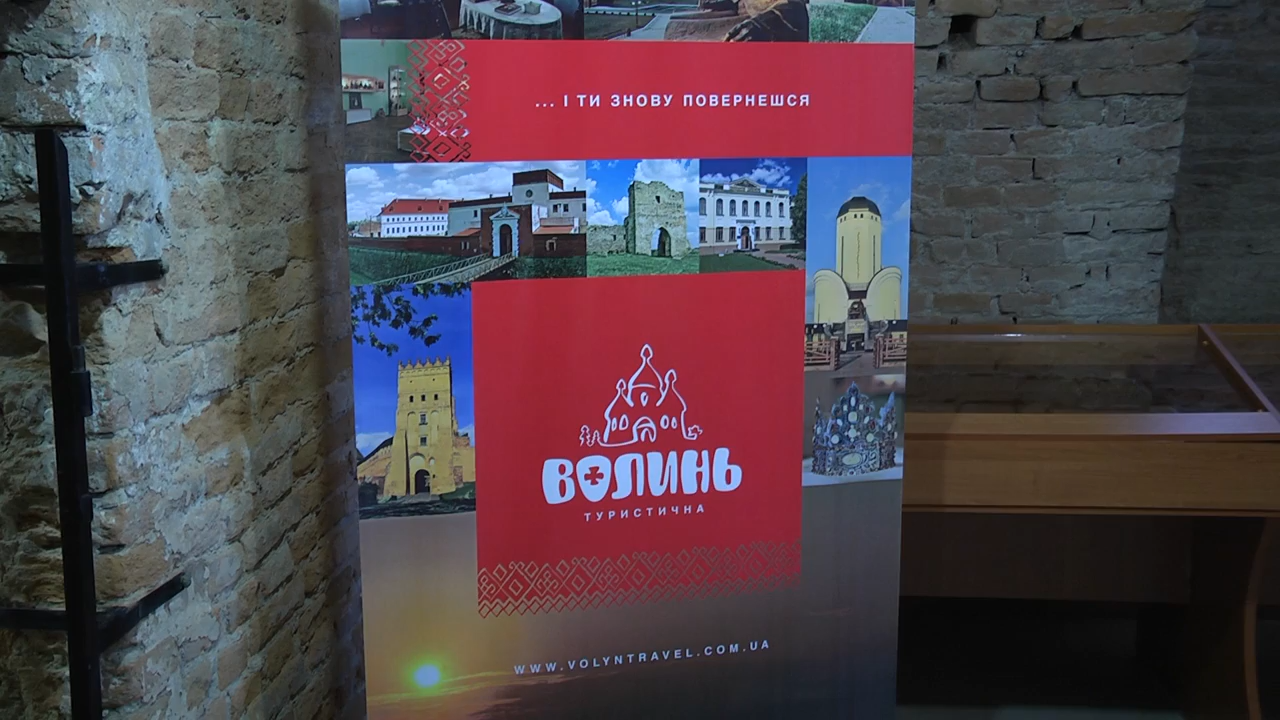 ... І ТИ ЗНОВУ ПОВЕРНЕШСЯ
ВОЛИНЬ
ТУРИСТИЧНА
WWW.VOLYNTRAVEL.COM.UA